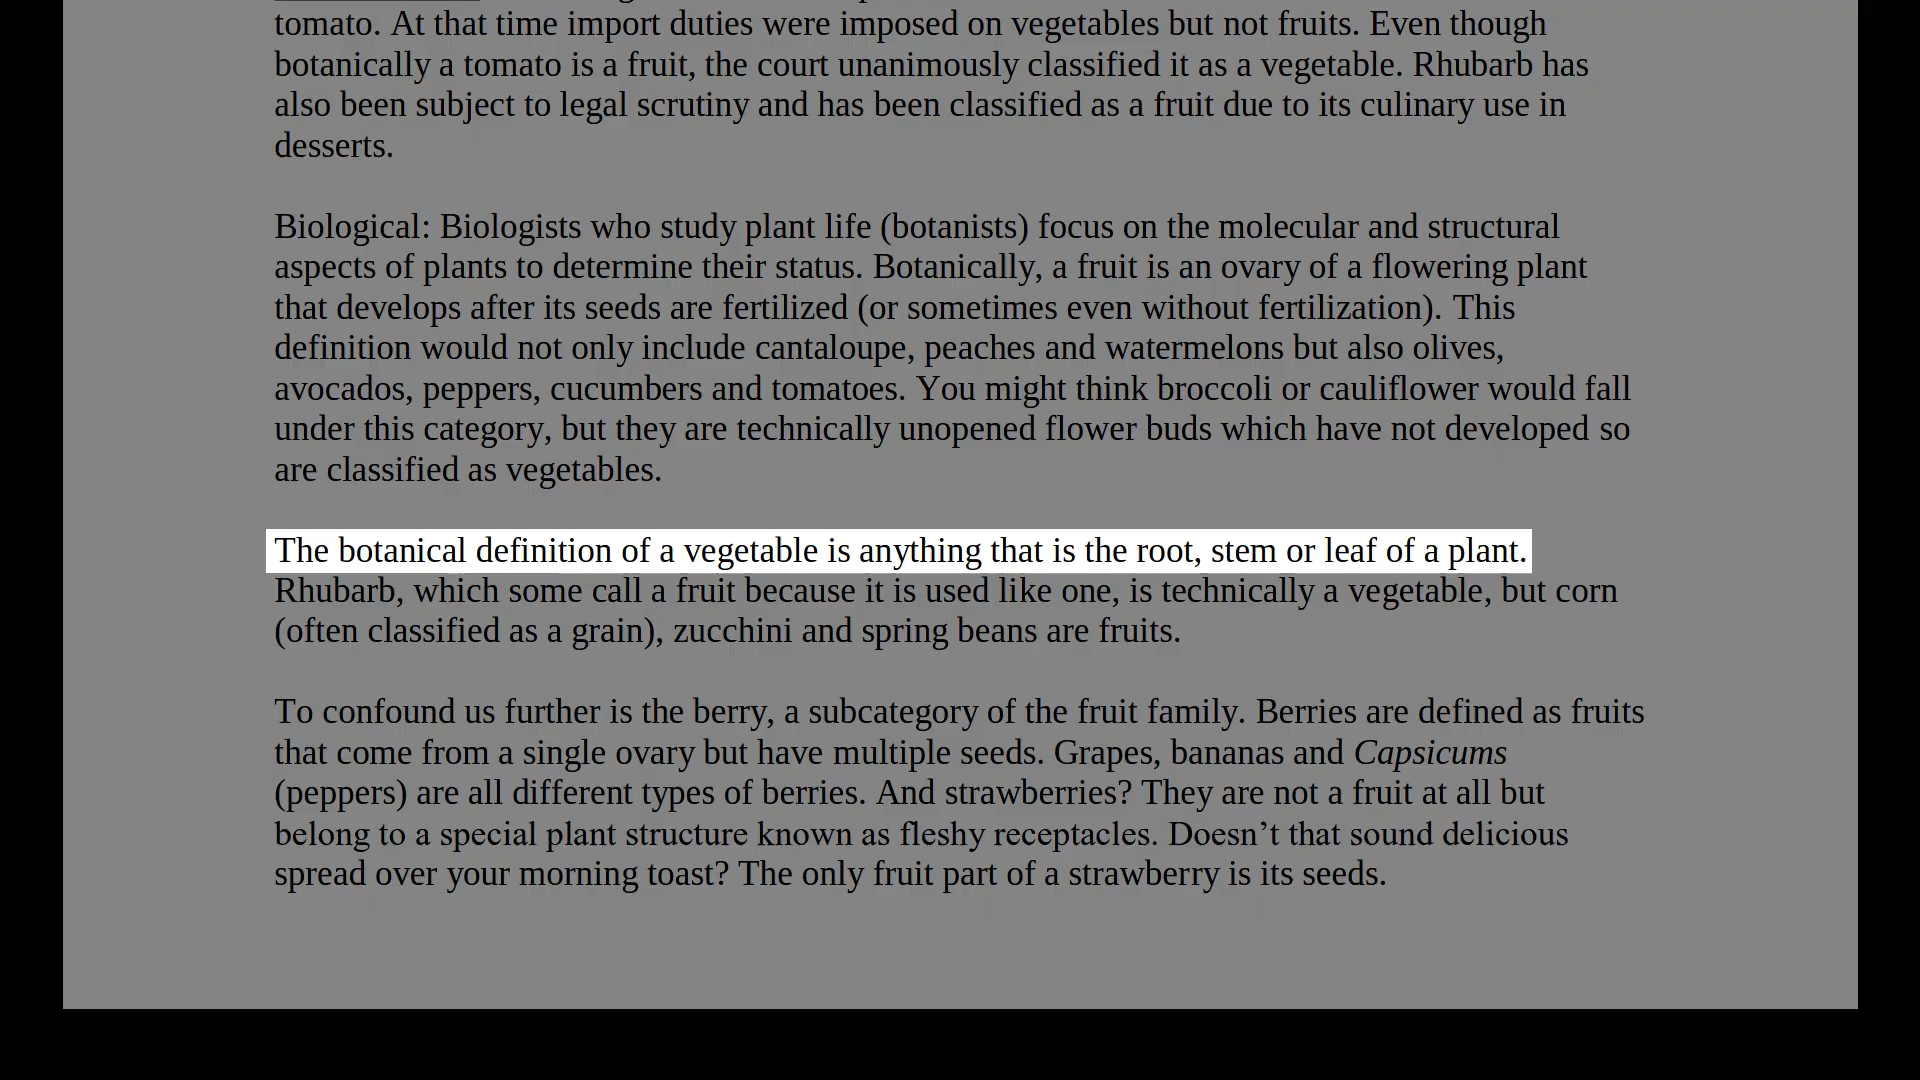 tomato. At that time import duties were imposed on vegetables but not fruits. Even though
botanically a tomato is a fruit, the court unanimously classified it as a vegetable. Rhubarb has
also been subject to legal scrutiny and has been classified as a fruit due to its culinary use in
desserts.
Biological: Biologists who study plant life (botanists) focus on the molecular and structural
aspects of plants to determine their status. Botanically, a fruit is an ovary of a flowering plant
that develops after its seeds are fertilized (or sometimes even without fertilization). This
definition would not only include cantaloupe, peaches and watermelons but also olives,
avocados, peppers, cucumbers and tomatoes. You might think broccoli or cauliflower would fall
under this category, but they are technically unopened flower buds which have not developed so
are classified as vegetables.
The botanical definition of a vegetable is anything that is the root, stem or leaf of a plant.
Rhubarb, which some call a fruit because it is used like one, is technically a vegetable, but corn
(often classified as a grain), zucchini and spring beans are fruits.
To confound us further is the berry, a subcategory of the fruit family. Berries are defined as fruits
that come from a single ovary but have multiple seeds. Grapes, bananas and Capsicums
(peppers) are all different types of berries. And strawberries? They are not a fruit at all but
belong to a special plant structure known as fleshy receptacles. Doesn’t that sound delicious
spread over your morning toast? The only fruit part of a strawberry is its seeds.